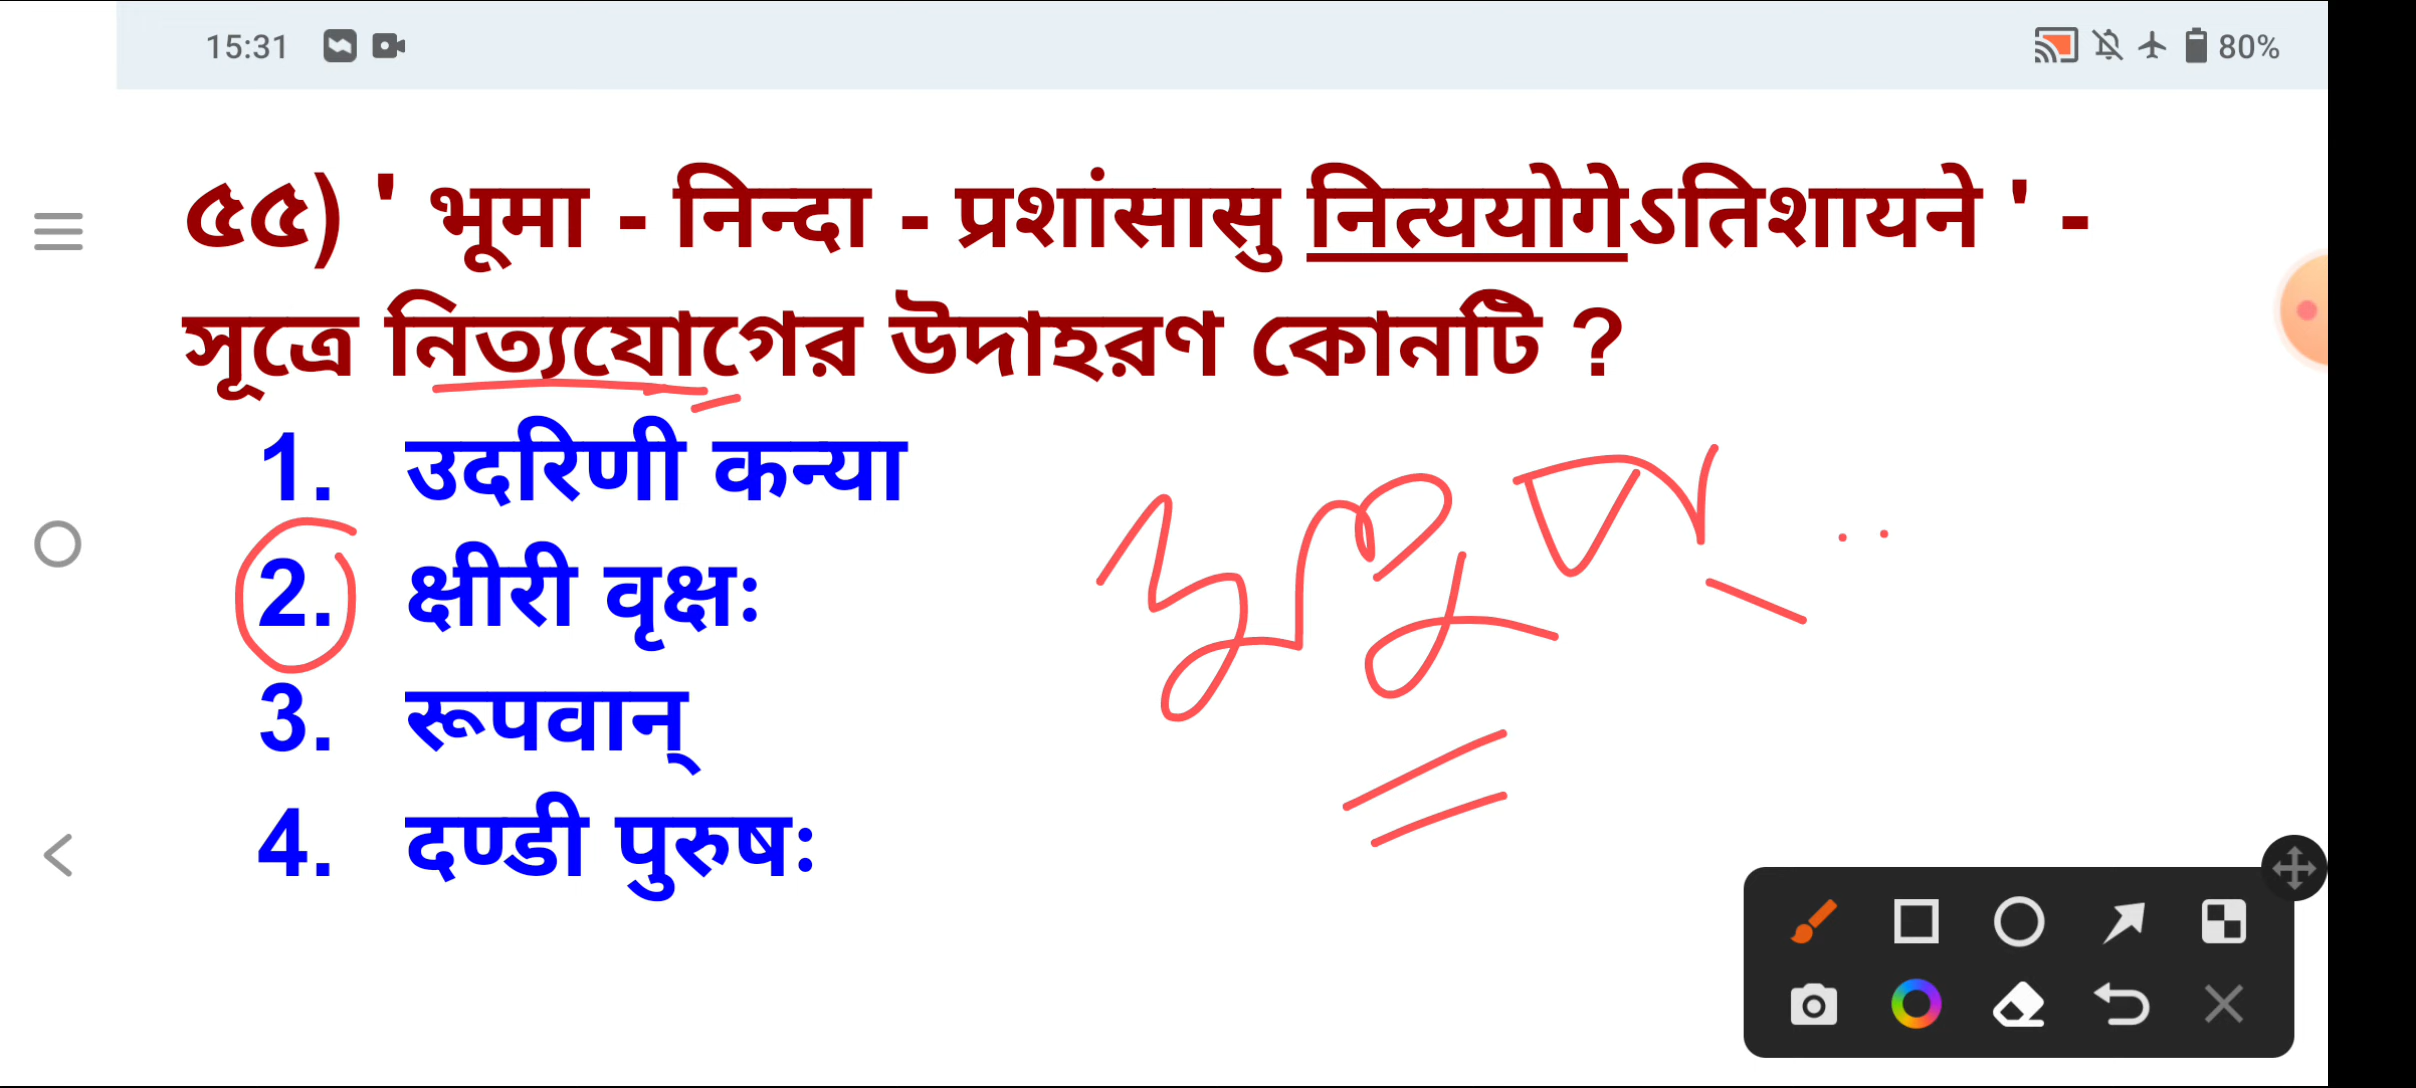 15:31 80%
৫৫) ' भूमा - निन्दा - प्रशांसासु नित्ययोगेऽतिशायने ' -
সূত্রে নিত্যযোগের উদাহরণ কোনটি ?
1. उदरिणी कन्या
2. क्षीरी वृक्षः
3. रूपवान्
4. दण्डी पुरुषः